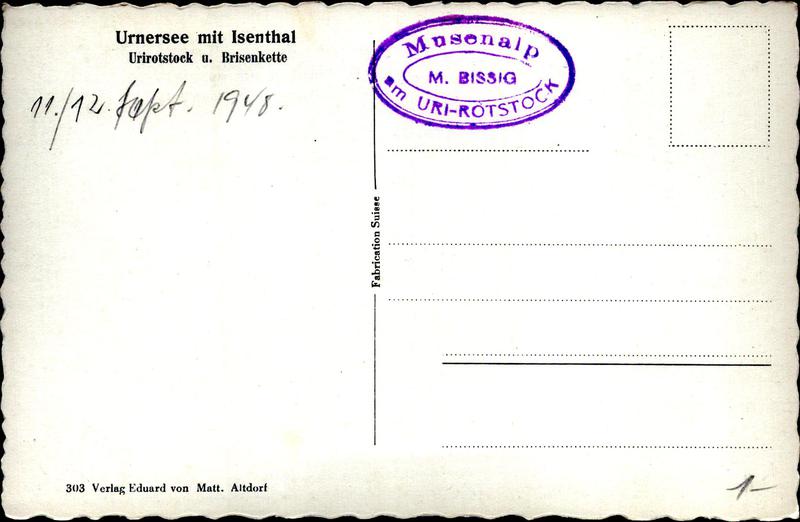 Urnersee mit Isenthal
Urirotstock u. Brisenkette
11./12. Sept. 1948.
Musenalp
M. BISSIG
am URI-ROTSTOCK
Fabrication Suisse
303 Verlag Eduard von Matt. Altdorf
1-